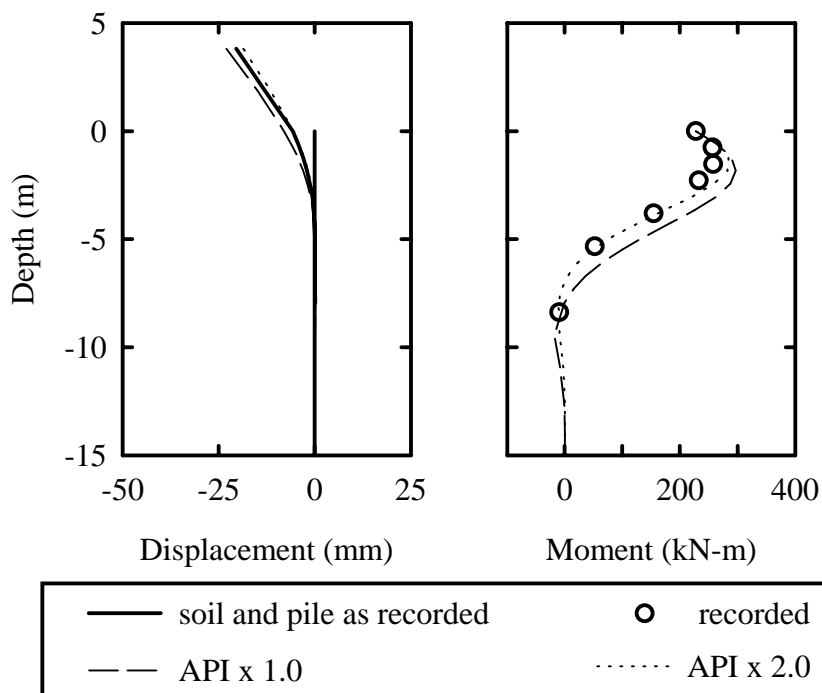 5
0
-5
-10
-15
Depth (m)
-50 -25 0 25
0 200 400
Displacement (mm)
Moment (kN-m)
soil and pile as recorded
recorded
API x 1.0
API x 2.0